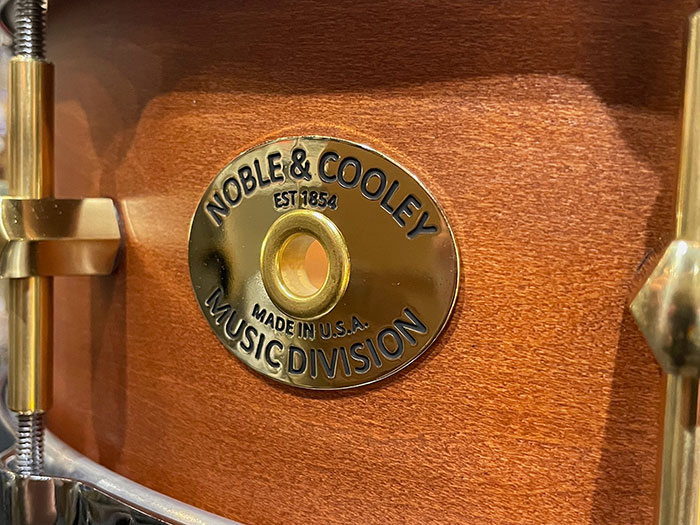 NOBLE & COOLEY
EST 1854
MADE IN U.S.A.
MUSIC DIVISION